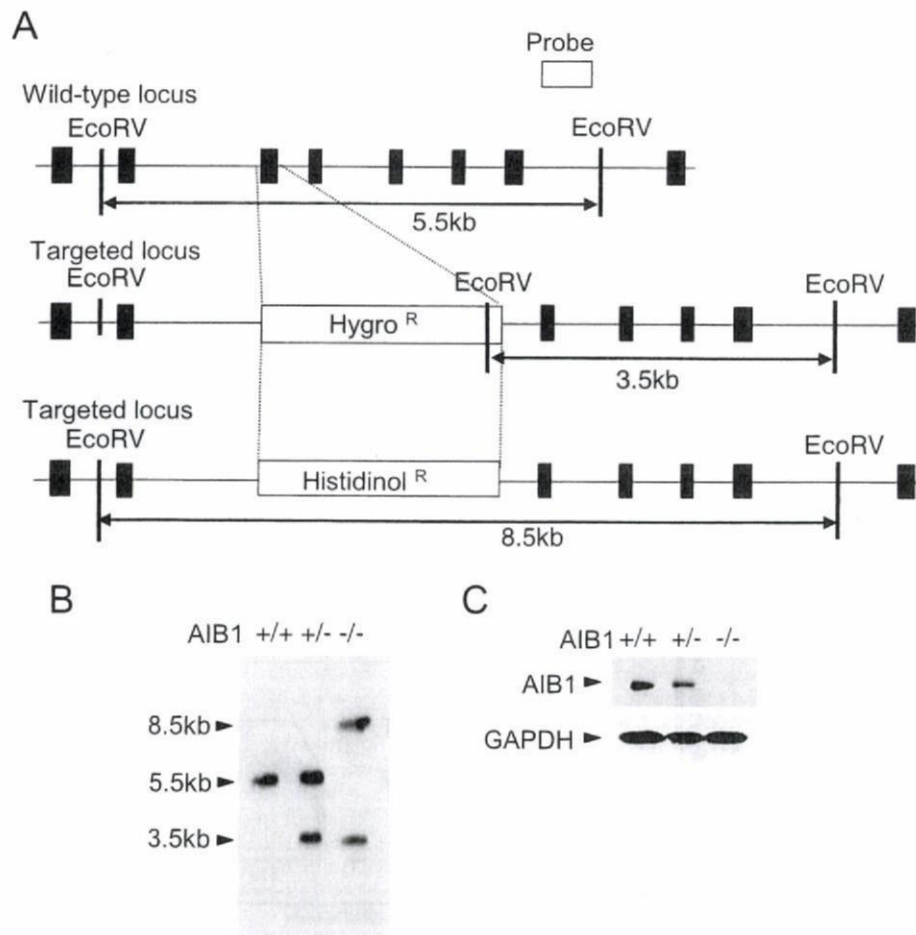 A
Probe
Wild-type locus
EcoRV EcoRV
5.5kb
Targeted locus
EcoRV EcoRV EcoRV
Hygro R
3.5kb
Targeted locus
EcoRV EcoRV
Histidinol R
8.5kb
B
AIB1 +/+ +/- -/-
8.5kb
5.5kb
3.5kb
C
AIB1 +/+ +/- -/-
AIB1
GAPDH